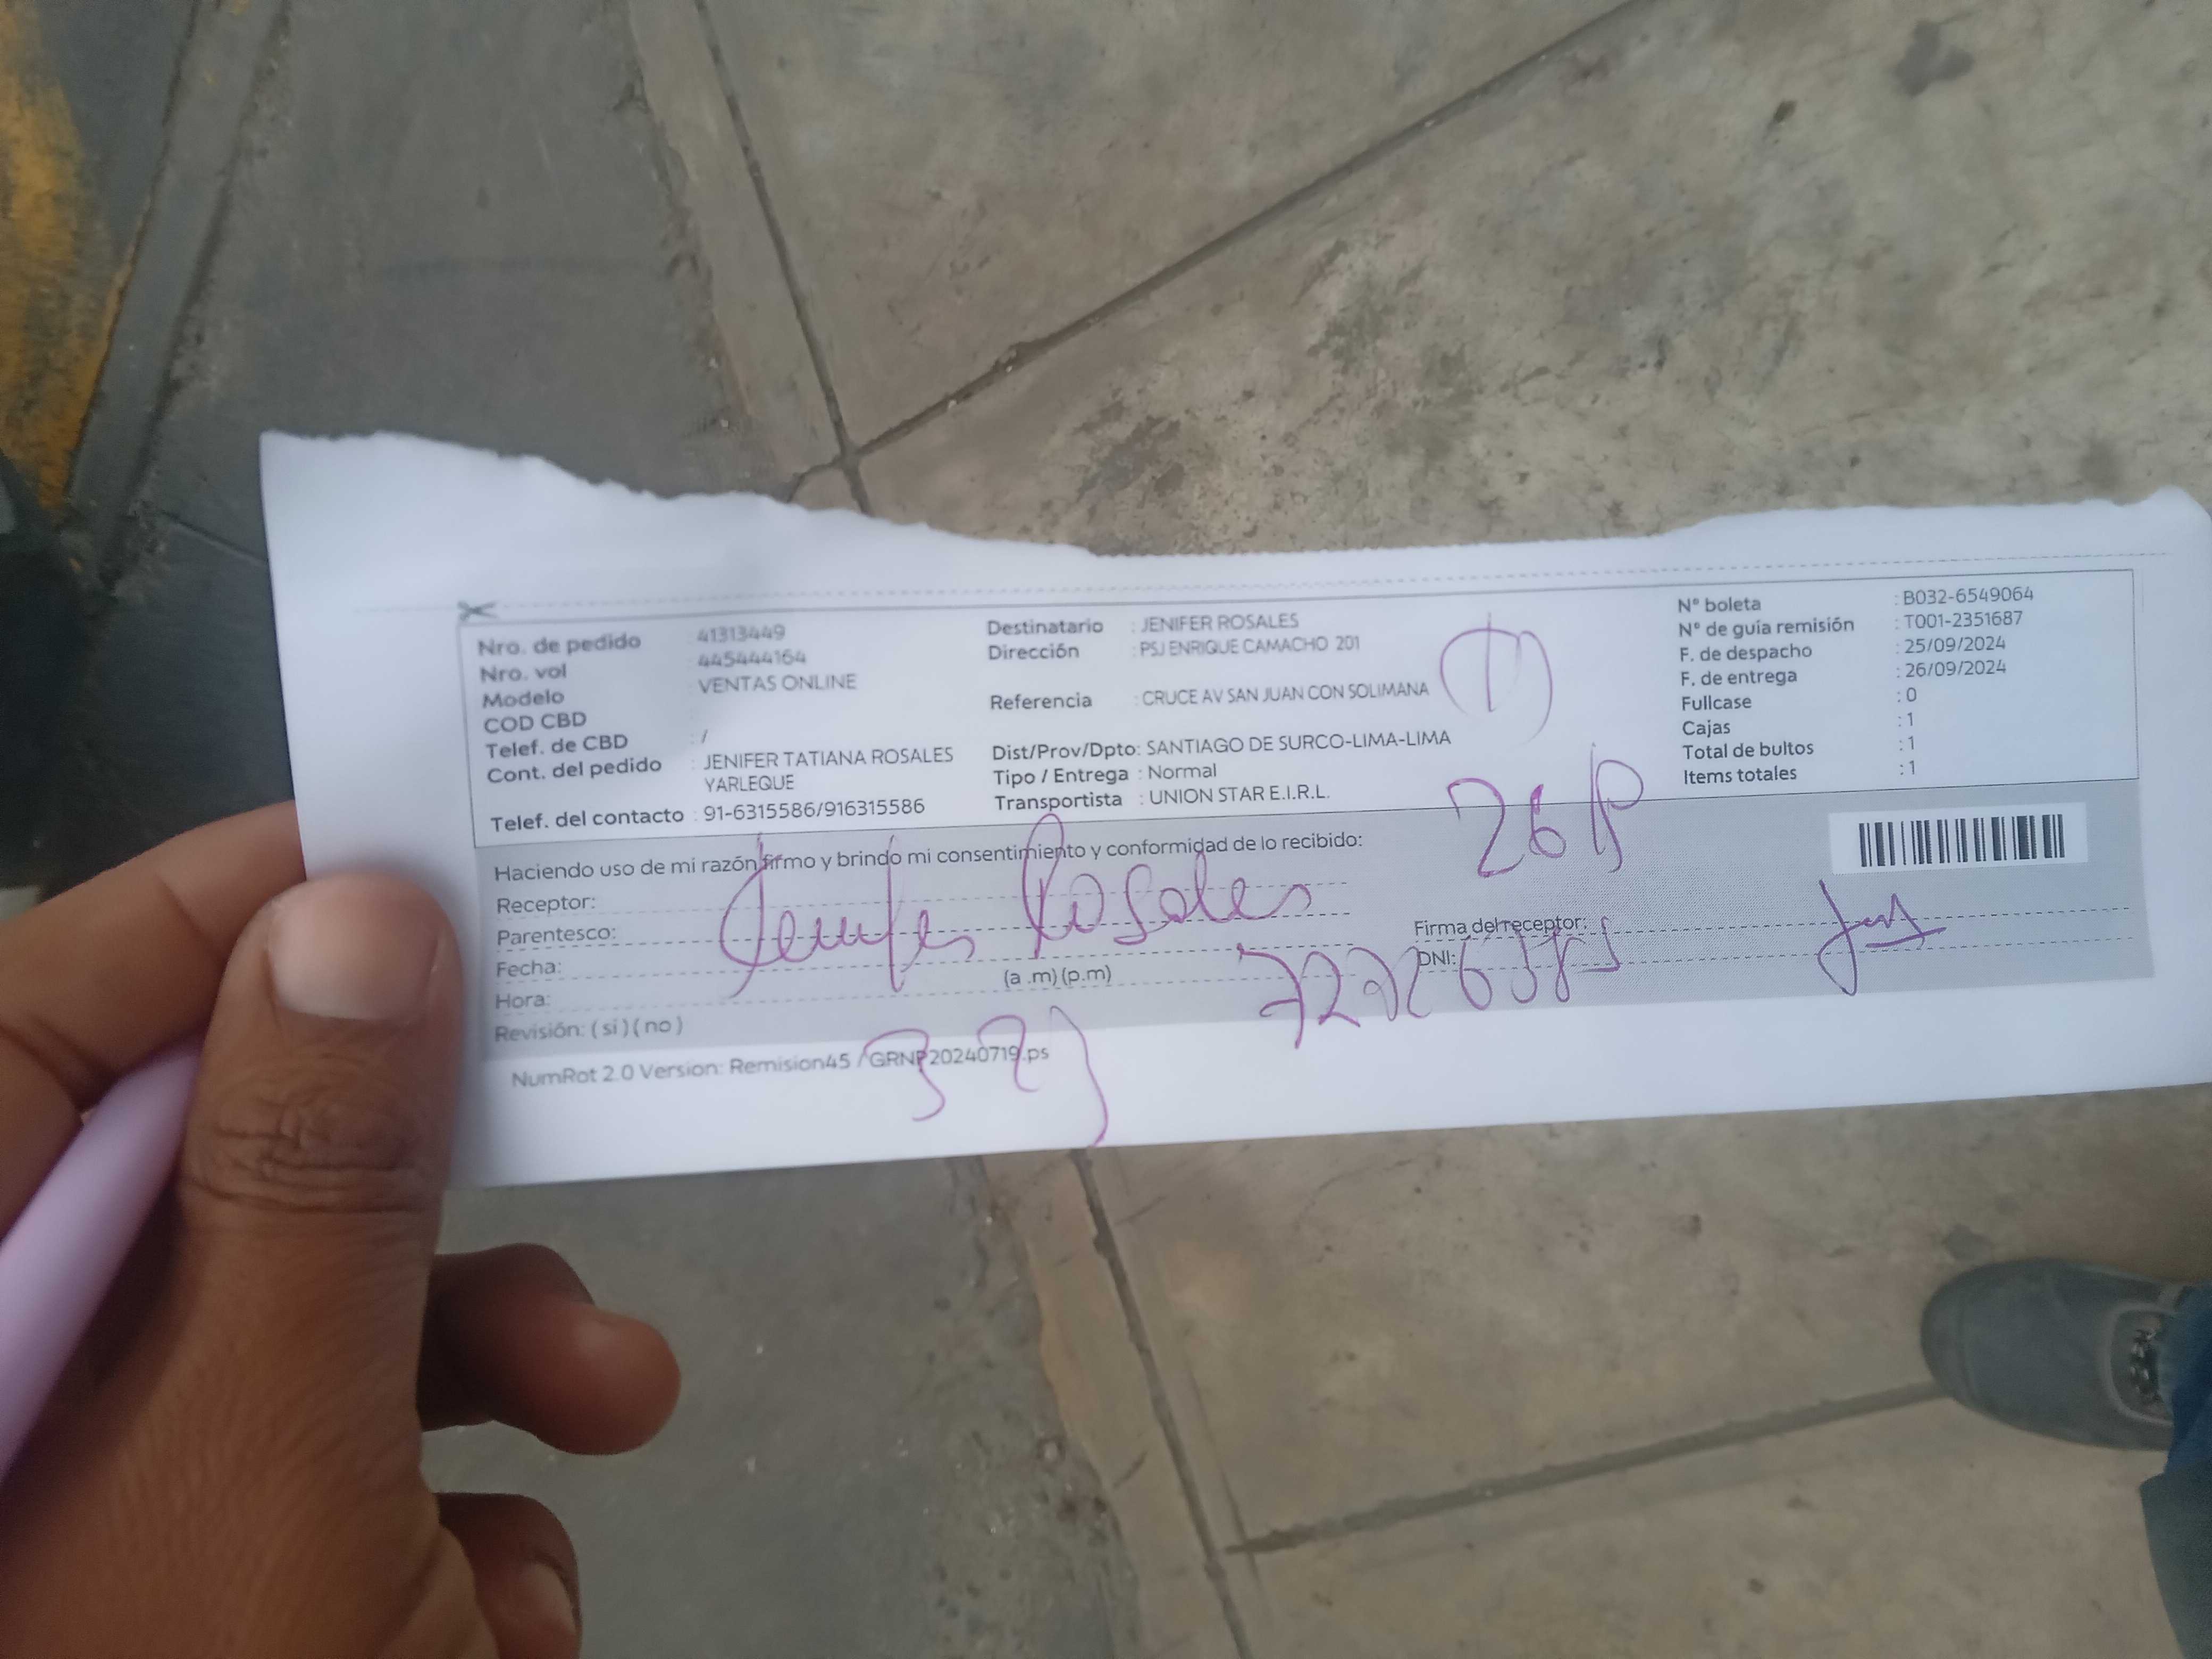 Nro. de pedido : 41313449
Nro. vol : 445444164
Modelo : VENTAS ONLINE
COD CBD
Telef. de CBD : /
Cont. del pedido : JENIFER TATIANA ROSALES
YARLEQUE
Telef. del contacto : 91-6315586/916315586
Destinatario : JENIFER ROSALES
Dirección : PSJ ENRIQUE CAMACHO 201
Referencia : CRUCE AV SAN JUAN CON SOLIMANA
Dist/Prov/Dpto: SANTIAGO DE SURCO-LIMA-LIMA
Tipo / Entrega : Normal
Transportista : UNION STAR E.I.R.L.
N° boleta : B032-6549064
N° de guía remisión : T001-2351687
F. de despacho : 25/09/2024
F. de entrega : 26/09/2024
Fullcase : 0
Cajas : 1
Total de bultos : 1
Items totales : 1
Haciendo uso de mi razón firmo y brindo mi consentimiento y conformidad de lo recibido:
Receptor:
Parentesco:
Rosales
Fecha:
Hora: (a .m) (p.m)
Revisión: ( si ) ( no )
Firma del receptor:
DNI:
NumRot 2.0 Version: Remision45 / GRNP20240719.ps